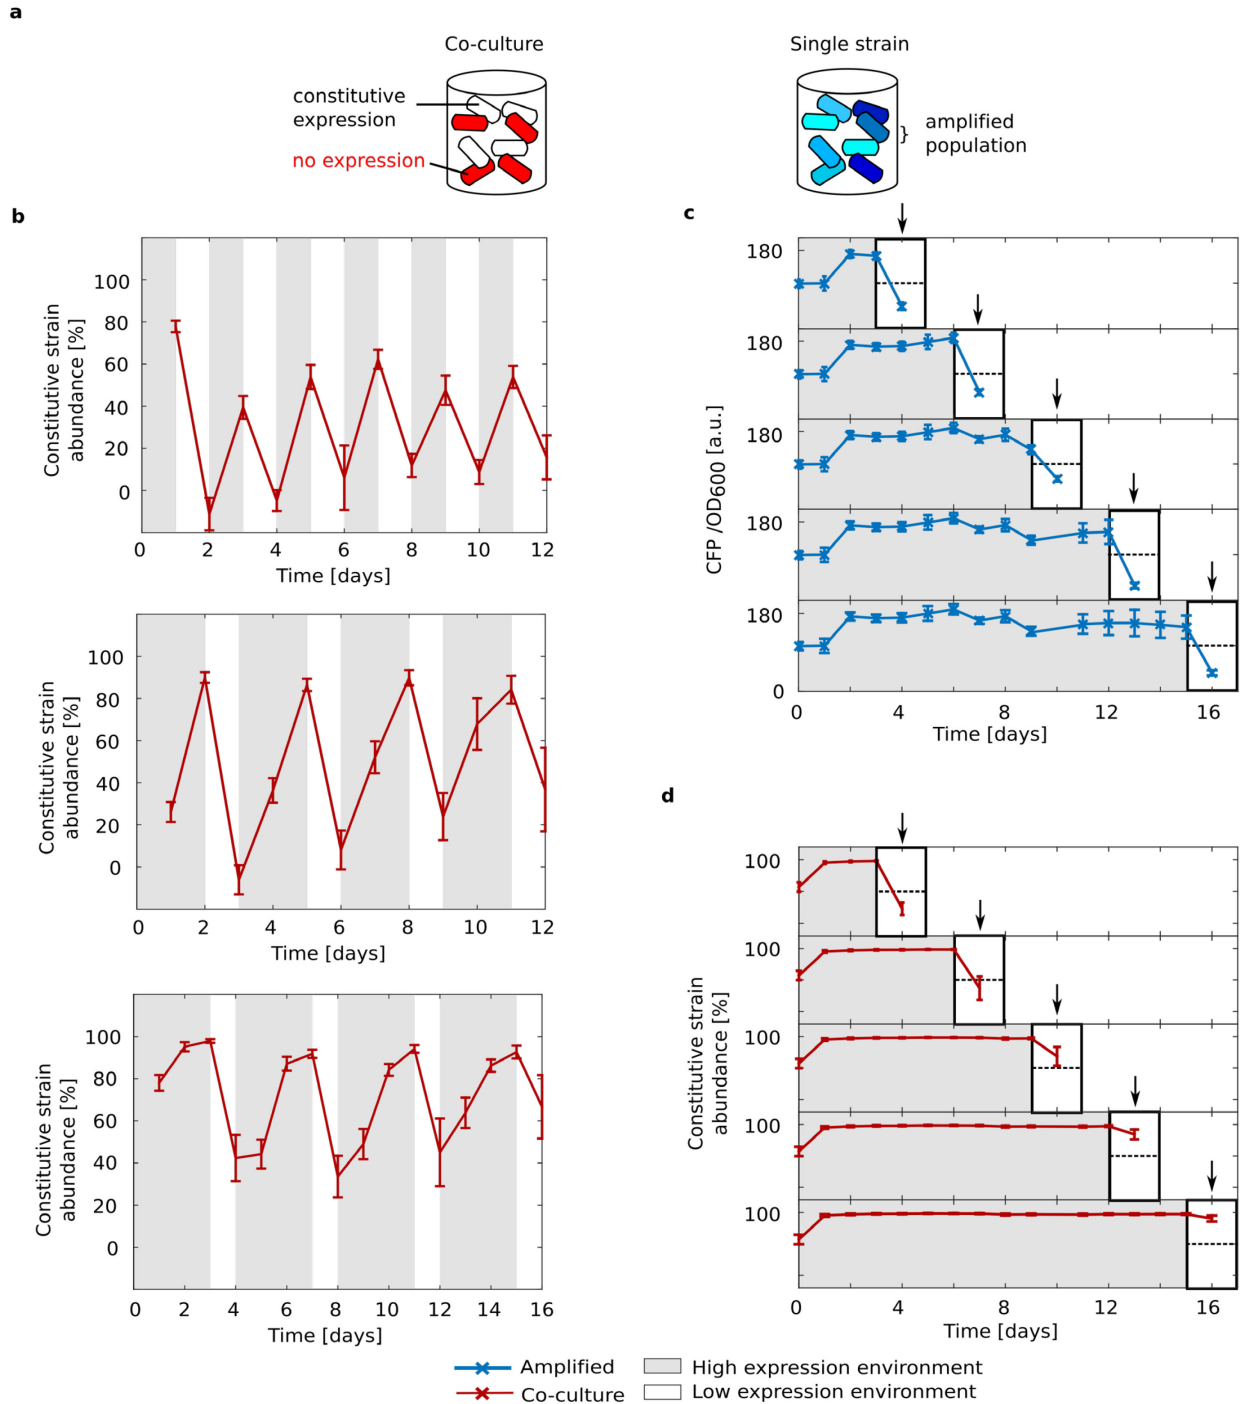 a
Co-culture
Single strain
constitutive
expression
no expression
amplified
population
b
Constitutive strain
abundance [%]
100
80
60
40
20
0
0 2 4 6 8 10 12
Time [days]
Constitutive strain
abundance [%]
100
80
60
40
20
0
0 2 4 6 8 10 12
Time [days]
Constitutive strain
abundance [%]
100
80
60
40
20
0
0 2 4 6 8 10 12 14 16
Time [days]
c
CFP /OD600 [a.u.]
180
180
180
180
180
0
0 4 8 12 16
Time [days]
d
Constitutive strain
abundance [%]
100
100
100
100
100
0 4 8 12 16
Time [days]
Amplified
High expression environment
Co-culture
Low expression environment